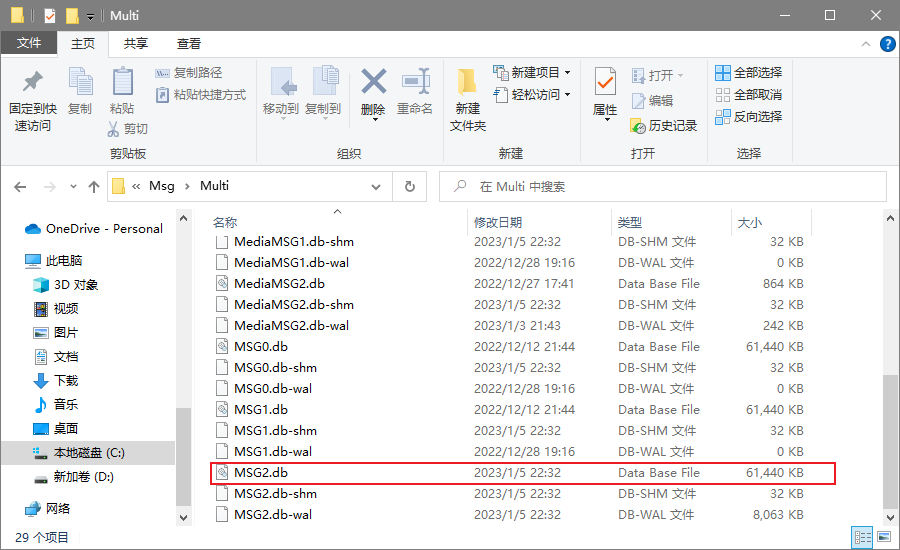 Multi
文件 主页 共享 查看
固定到快速访问 复制 粘贴 复制路径 粘贴快捷方式 剪切
移动到 复制到 删除 重命名
新建文件夹 新建项目 轻松访问
属性 打开 编辑 历史记录
全部选择 全部取消 反向选择
剪贴板 组织 新建 打开 选择
« Msg › Multi 在 Multi 中搜索
OneDrive - Personal
此电脑
3D 对象
视频
图片
文档
下载
音乐
桌面
本地磁盘 (C:)
新加卷 (D:)
网络
名称 修改日期 类型 大小
MediaMSG1.db-shm 2023/1/5 22:32 DB-SHM 文件 32 KB
MediaMSG1.db-wal 2022/12/28 19:16 DB-WAL 文件 0 KB
MediaMSG2.db 2022/12/27 17:41 Data Base File 864 KB
MediaMSG2.db-shm 2023/1/5 22:32 DB-SHM 文件 32 KB
MediaMSG2.db-wal 2023/1/3 21:43 DB-WAL 文件 242 KB
MSG0.db 2022/12/12 21:44 Data Base File 61,440 KB
MSG0.db-shm 2023/1/5 22:32 DB-SHM 文件 32 KB
MSG0.db-wal 2022/12/28 19:16 DB-WAL 文件 0 KB
MSG1.db 2022/12/12 21:44 Data Base File 61,440 KB
MSG1.db-shm 2023/1/5 22:32 DB-SHM 文件 32 KB
MSG1.db-wal 2022/12/28 19:16 DB-WAL 文件 0 KB
MSG2.db 2023/1/5 22:32 Data Base File 61,440 KB
MSG2.db-shm 2023/1/5 22:32 DB-SHM 文件 32 KB
MSG2.db-wal 2023/1/5 22:32 DB-WAL 文件 8,063 KB
29 个项目